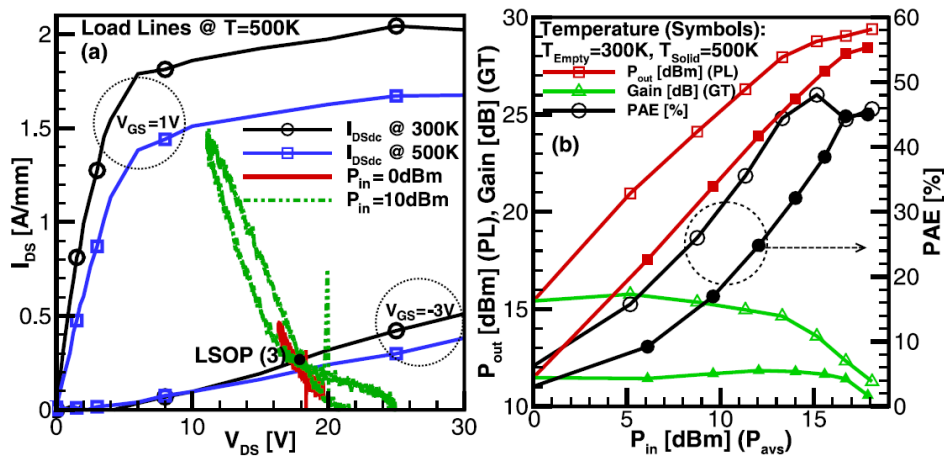 Load Lines @ T=500K
(a)
V_GS=1V
I_DSdc @ 300K
I_DSdc @ 500K
P_in=0dBm
P_in=10dBm
V_GS=-3V
LSOP (3)
I_DS [A/mm]
0
0.5
1
1.5
2
0
10
20
30
V_DS [V]
Temperature (Symbols):
T_Empty=300K, T_Solid=500K
P_out [dBm] (PL)
Gain [dB] (GT)
PAE [%]
(b)
P_out [dBm] (PL), Gain [dB] (GT)
10
15
20
25
30
0
5
10
15
P_in [dBm] (P_avs)
PAE [%]
0
10
20
30
40
50
60